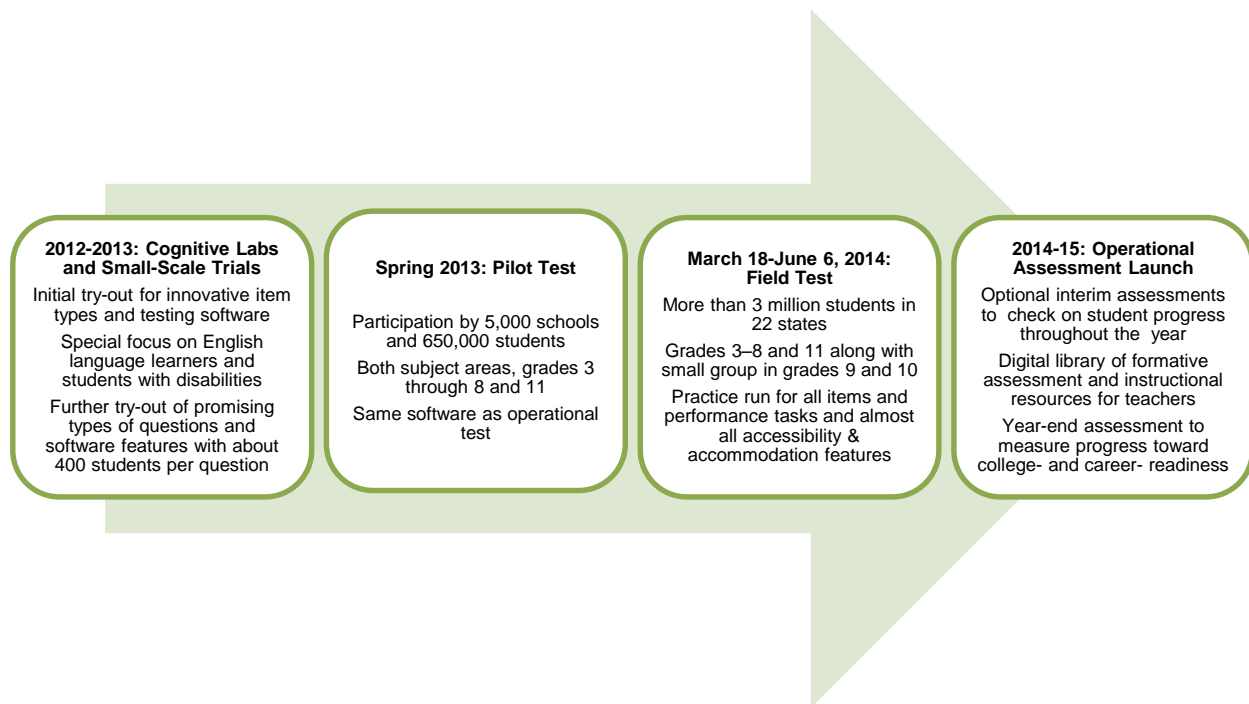 2012-2013: Cognitive Labs
and Small-Scale Trials
Initial try-out for innovative item
types and testing software
Special focus on English
language learners and
students with disabilities
Further try-out of promising
types of questions and
software features with about
400 students per question
Spring 2013: Pilot Test
Participation by 5,000 schools
and 650,000 students
Both subject areas, grades 3
through 8 and 11
Same software as operational
test
March 18-June 6, 2014:
Field Test
More than 3 million students in
22 states
Grades 3–8 and 11 along with
small group in grades 9 and 10
Practice run for all items and
performance tasks and almost
all accessibility &
accommodation features
2014-15: Operational
Assessment Launch
Optional interim assessments
to check on student progress
throughout the year
Digital library of formative
assessment and instructional
resources for teachers
Year-end assessment to
measure progress toward
college- and career- readiness